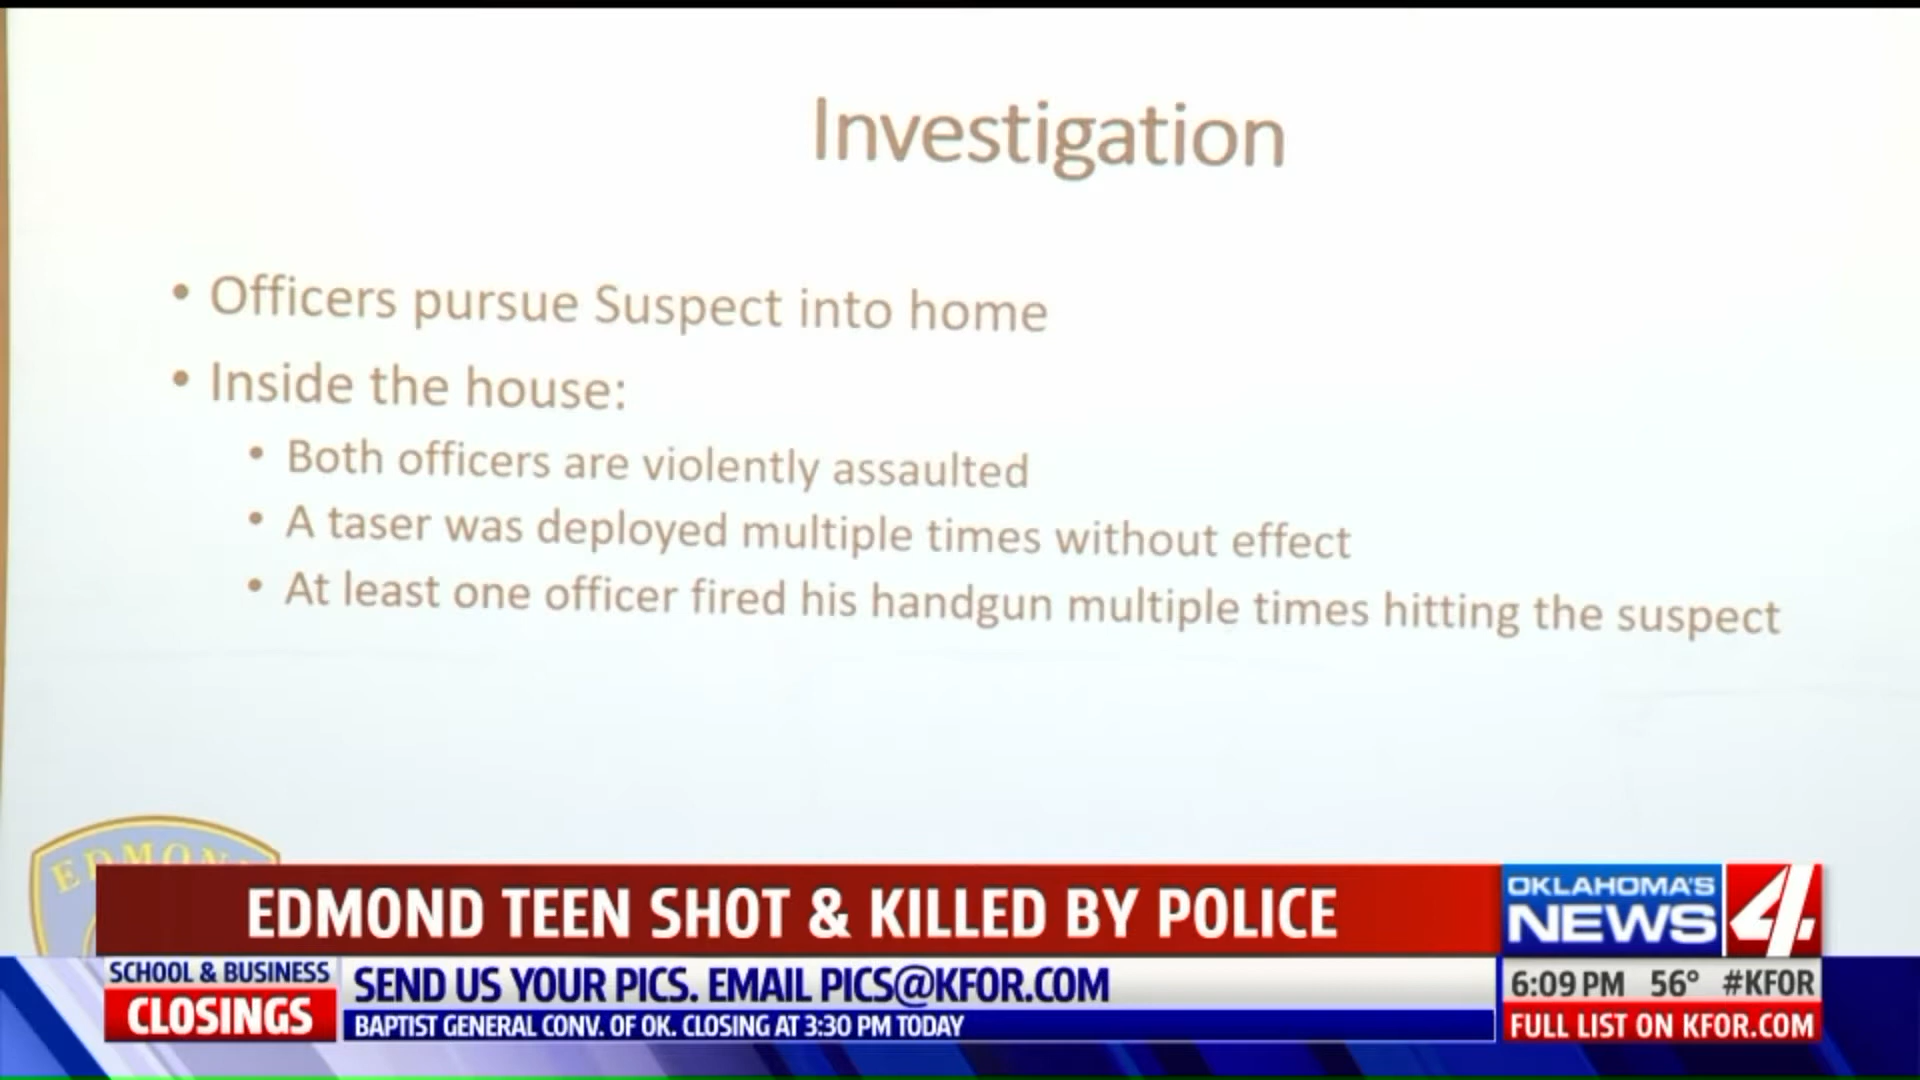 Investigation
• Officers pursue Suspect into home
• Inside the house:
• Both officers are violently assaulted
• A taser was deployed multiple times without effect
• At least one officer fired his handgun multiple times hitting the suspect
EDMOND
EDMOND TEEN SHOT & KILLED BY POLICE
OKLAHOMA'S
NEWS 4
SCHOOL & BUSINESS
CLOSINGS
SEND US YOUR PICS. EMAIL PICS@KFOR.COM
BAPTIST GENERAL CONV. OF OK. CLOSING AT 3:30 PM TODAY
6:09 PM 56° #KFOR
FULL LIST ON KFOR.COM